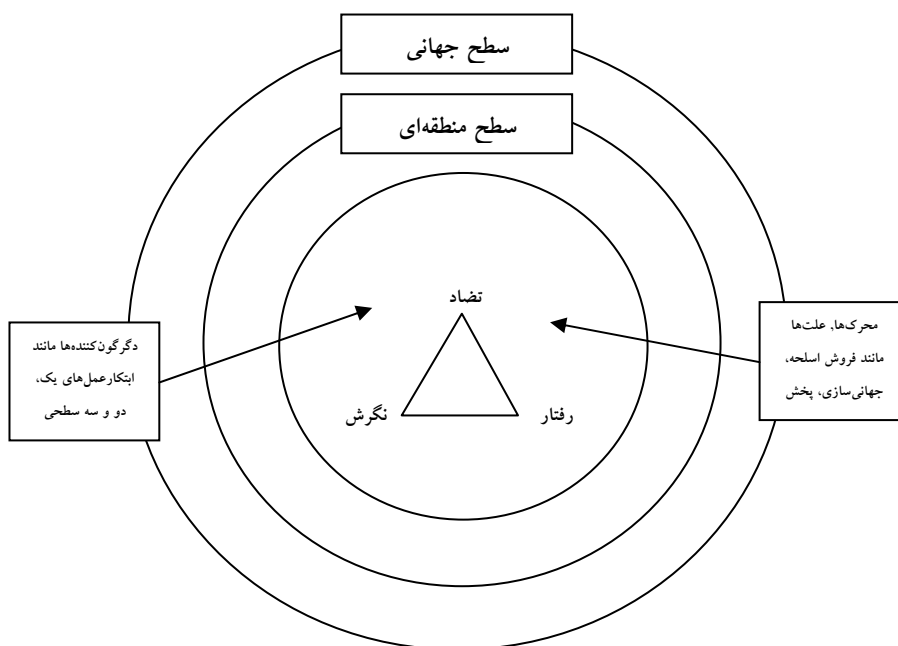 سطح جهانی
سطح منطقه‌ای
تضاد
محرک‌ها, علت‌ها
مانند فروش اسلحه،
جهانی‌سازی، پخش
دگرگون‌کننده‌ها مانند
ابتکارعمل‌های یک،
دو و سه سطحی
رفتار
نگرش